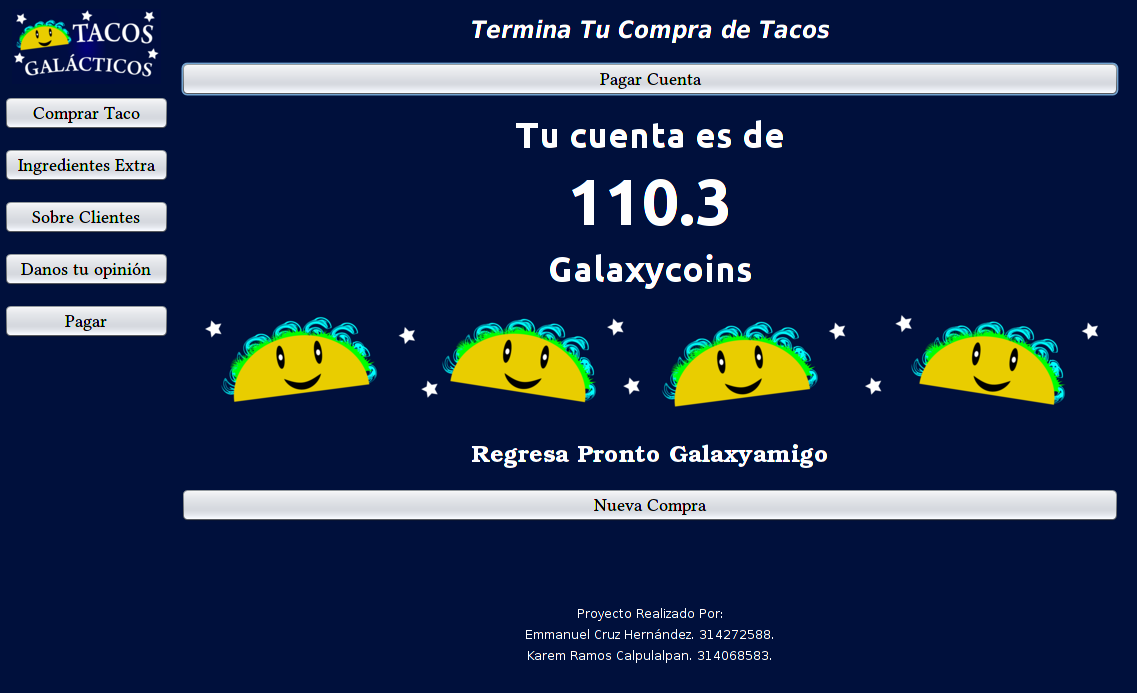 TACOS
GALÁCTICOS
Comprar Taco
Ingredientes Extra
Sobre Clientes
Danos tu opinión
Pagar
Termina Tu Compra de Tacos
Pagar Cuenta
Tu cuenta es de
110.3
Galaxycoins
Regresa Pronto Galaxyamigo
Nueva Compra
Proyecto Realizado Por:
Emmanuel Cruz Hernández. 314272588.
Karem Ramos Calpulalpan. 314068583.